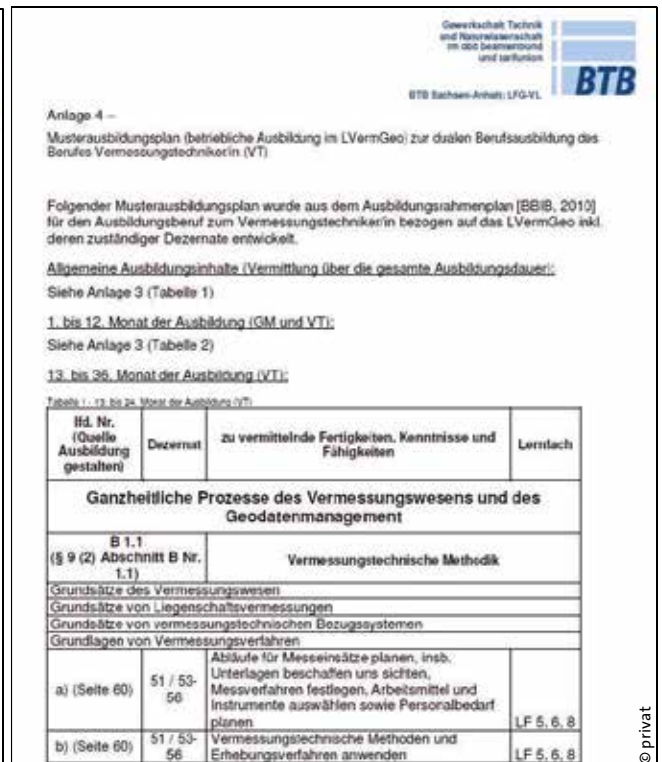 Gewerkschaft Technik
und Naturwissenschaft
im dbb beamtenbund
und tarifunion
BTB
BTB Sachsen-Anhalt: LFG-VL
Anlage 4 –
Musterausbildungsplan (betriebliche Ausbildung im LVermGeo) zur dualen Berufsausbildung des
Berufes Vermessungstechniker/in (VT)
Folgender Musterausbildungsplan wurde aus dem Ausbildungsrahmenplan [BBIB, 2010]
für den Ausbildungsberuf zum Vermessungstechniker/in bezogen auf das LVermGeo inkl.
deren zuständiger Dezernate entwickelt.
Allgemeine Ausbildungsinhalte (Vermittlung über die gesamte Ausbildungsdauer):
Siehe Anlage 3 (Tabelle 1)
1. bis 12. Monat der Ausbildung (GM und VT):
Siehe Anlage 3 (Tabelle 2)
13. bis 36. Monat der Ausbildung (VT):
Tabelle 1 - 13. bis 24. Monat der Ausbildung (VT)
lfd. Nr.
(Quelle
Ausbildung
gestalten)
Dezernat
zu vermittelnde Fertigkeiten, Kenntnisse und
Fähigkeiten
Lernfach
Ganzheitliche Prozesse des Vermessungswesens und des
Geodatenmanagement
B 1.1
(§ 9 (2) Abschnitt B Nr.
1.1)
Vermessungstechnische Methodik
Grundsätze des Vermessungswesen
Grundsätze von Liegenschaftsvermessungen
Grundsätze von vermessungstechnischen Bezugssystemen
Grundlagen von Vermessungsverfahren
a) (Seite 60)
51 / 53-
56
Abläufe für Messeinsätze planen, insb.
Unterlagen beschaffen uns sichten,
Messverfahren festlegen, Arbeitsmittel und
Instrumente auswählen sowie Personalbedarf
planen
LF 5, 6, 8
b) (Seite 60)
51 / 53-
56
Vermessungstechnische Methoden und
Erhebungsverfahren anwenden
LF 5, 6, 8
© privat